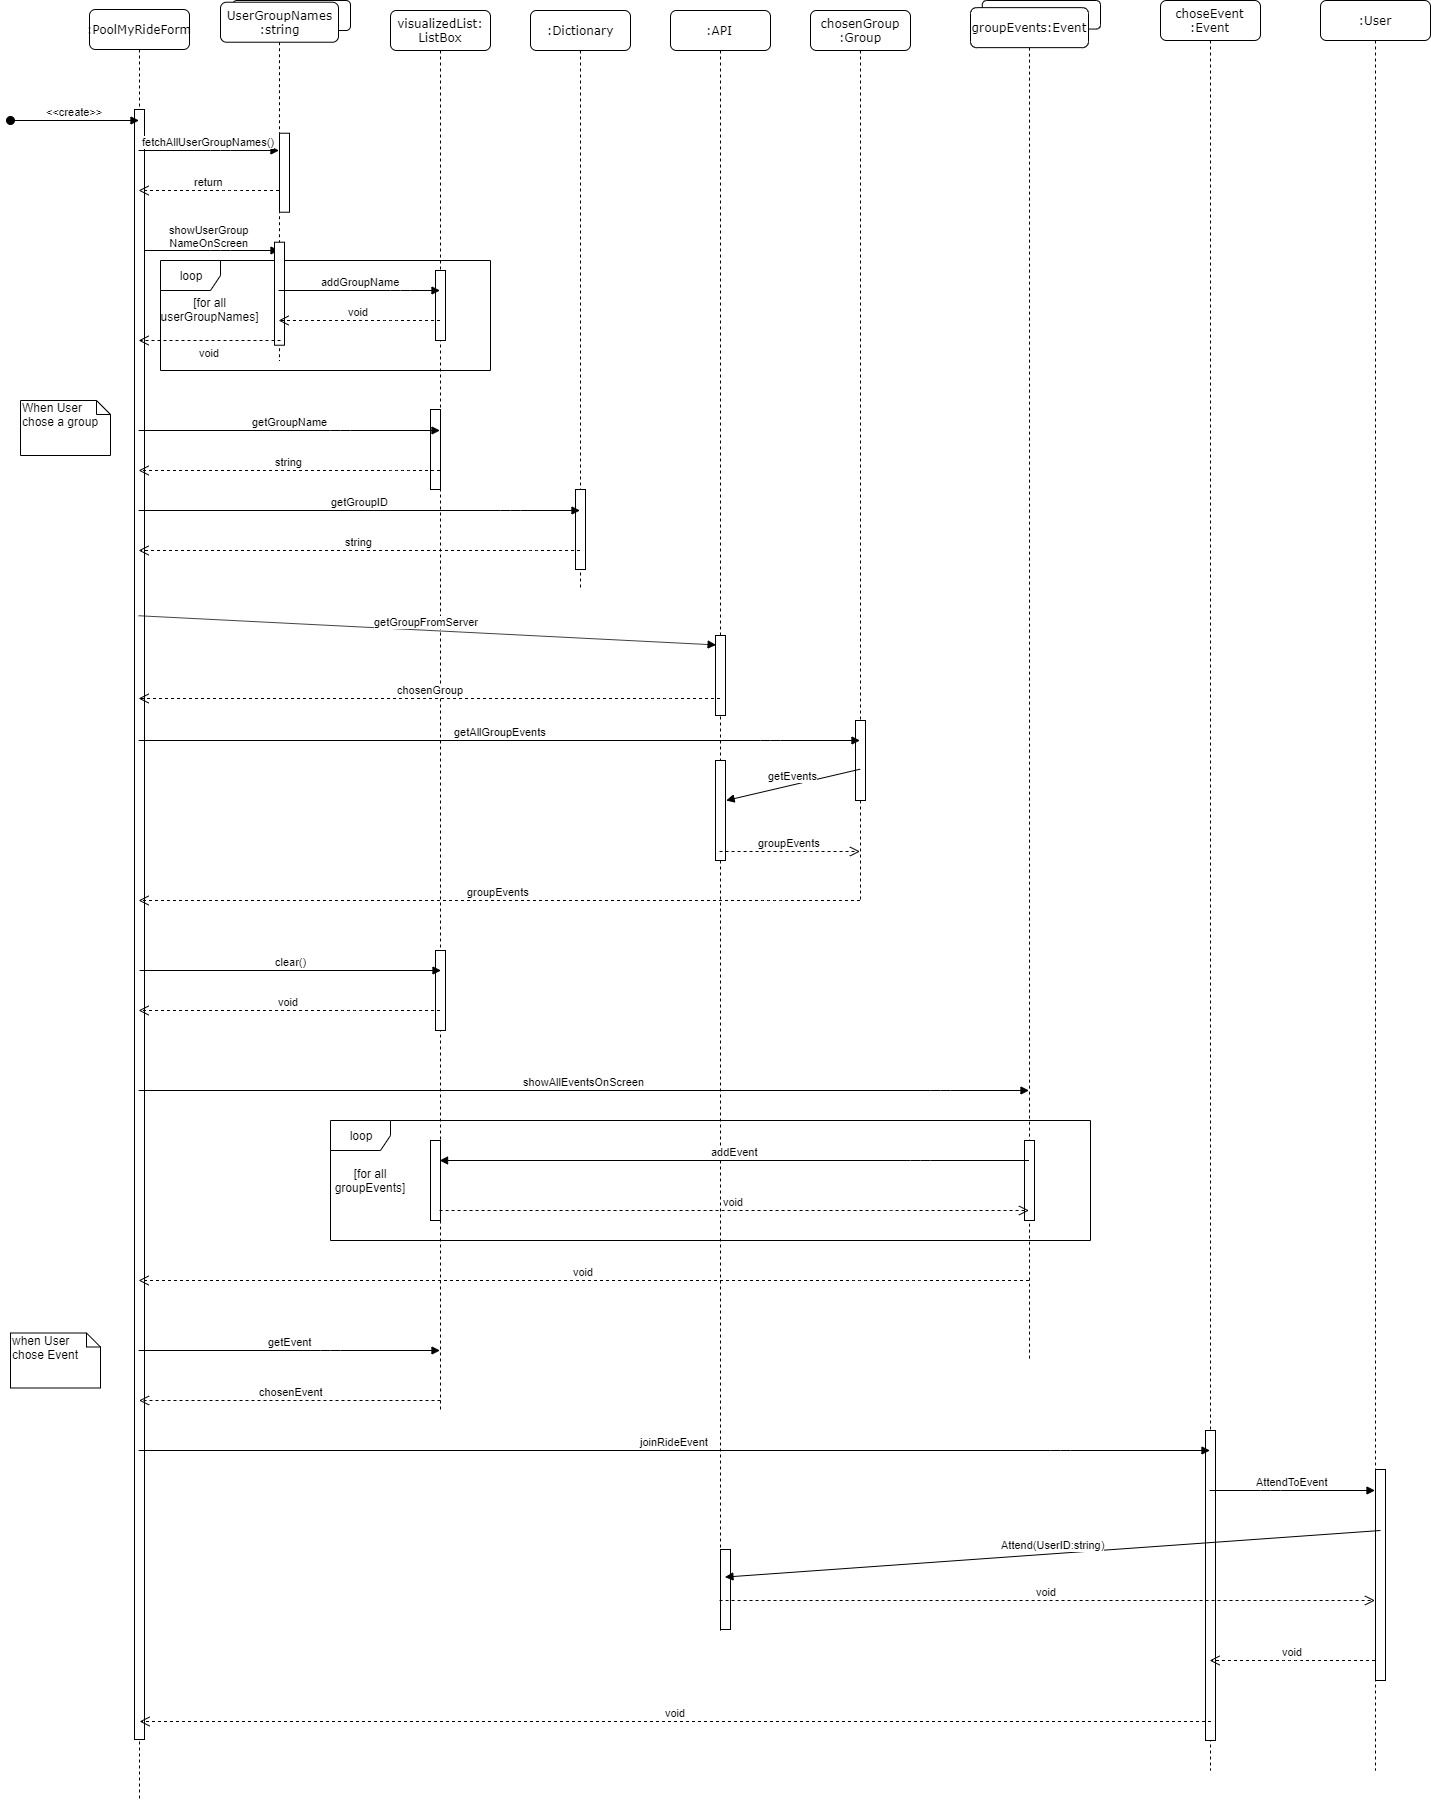 :PoolMyRideForm
UserGroupNames
:string
visualizedList:
ListBox
:Dictionary
:API
chosenGroup
:Group
groupEvents:Event
choseEvent
:Event
:User
<<create>>
fetchAllUserGroupNames()
return
showUserGroup
NameOnScreen
loop
addGroupName
[for all
userGroupNames]
void
void
When User
chose a group
getGroupName
string
getGroupID
string
getGroupFromServer
chosenGroup
getAllGroupEvents
getEvents
groupEvents
groupEvents
clear()
void
showAllEventsOnScreen
loop
addEvent
[for all
groupEvents]
void
void
when User
chose Event
getEvent
chosenEvent
joinRideEvent
AttendToEvent
Attend(UserID:string)
void
void
void